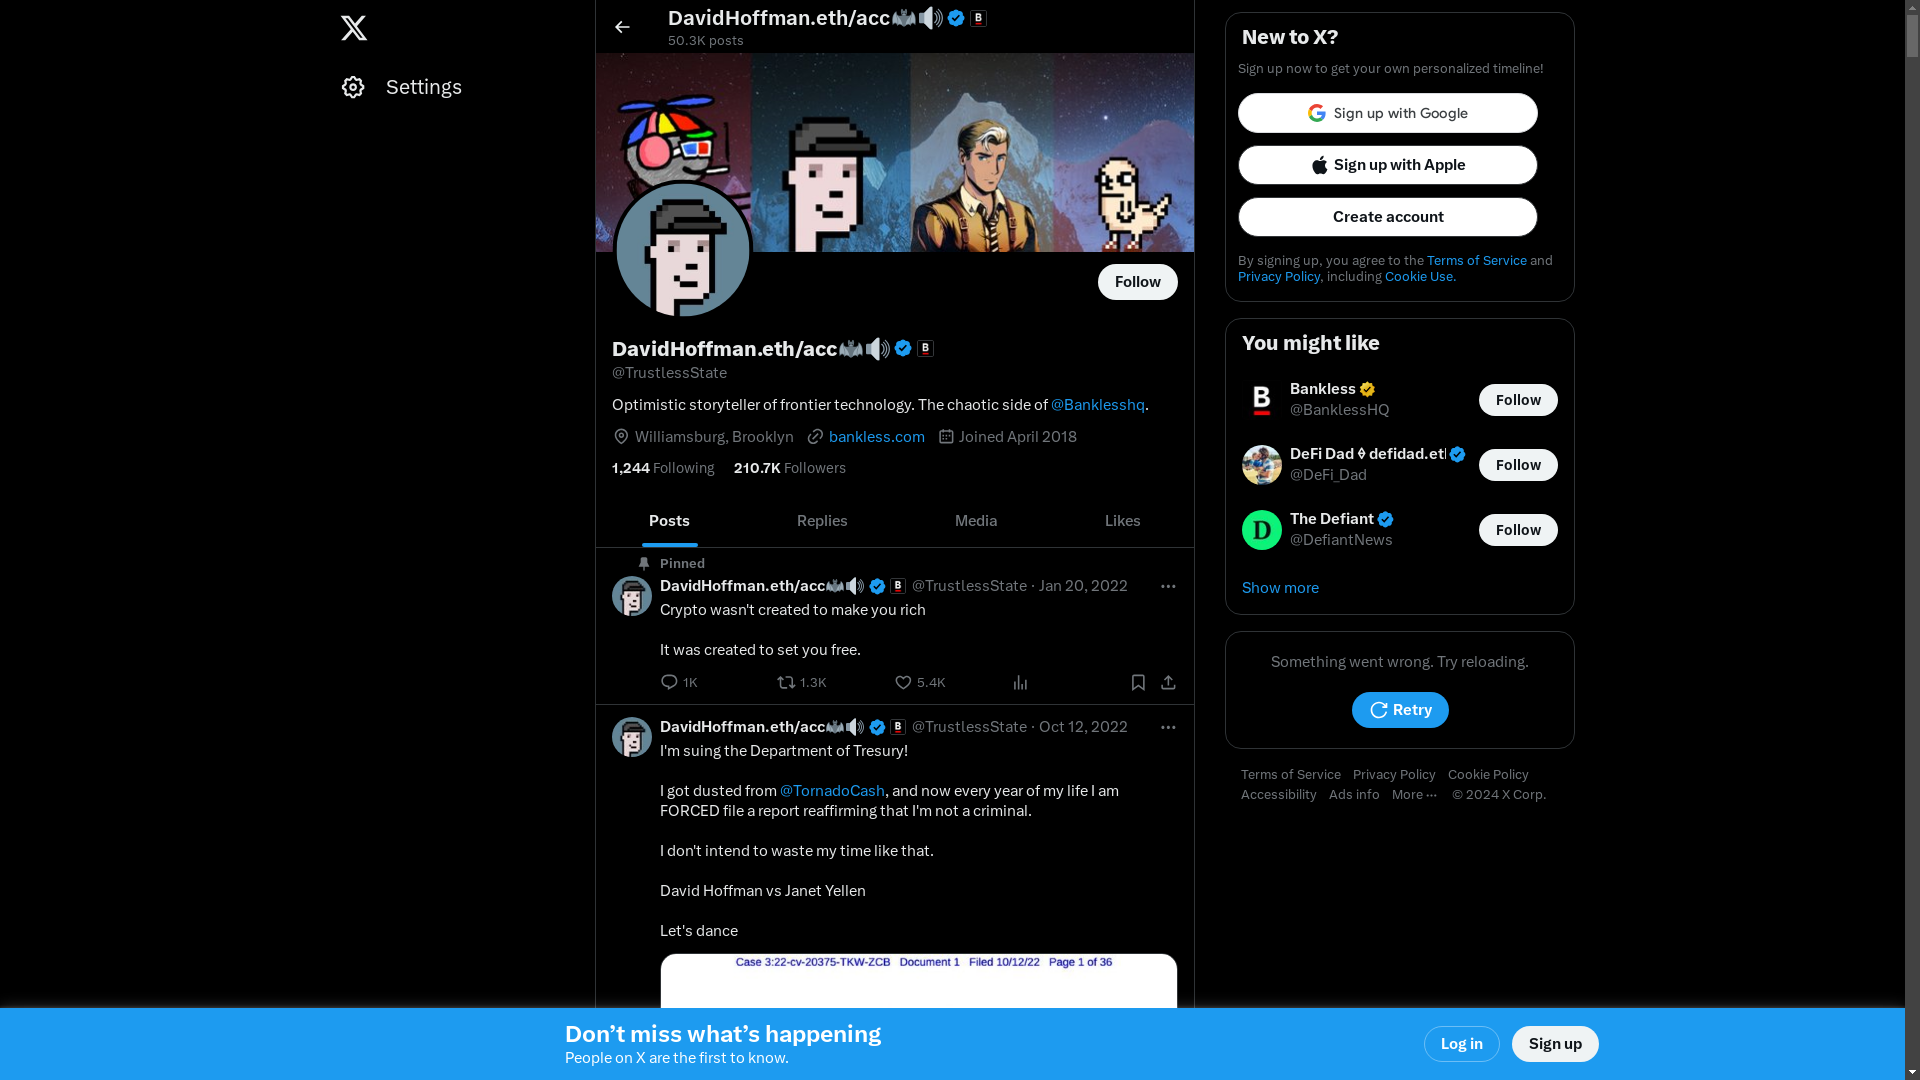 Settings
DavidHoffman.eth/acc
50.3K posts
Follow
DavidHoffman.eth/acc
@TrustlessState
Optimistic storyteller of frontier technology. The chaotic side of @Banklesshq.
Williamsburg, Brooklyn bankless.com Joined April 2018
1,244 Following 210.7K Followers
Posts Replies Media Likes
Pinned
DavidHoffman.eth/acc @TrustlessState · Jan 20, 2022
Crypto wasn't created to make you rich
It was created to set you free.
1K 1.3K 5.4K
DavidHoffman.eth/acc @TrustlessState · Oct 12, 2022
I'm suing the Department of Tresury!
I got dusted from @TornadoCash, and now every year of my life I am
FORCED file a report reaffirming that I'm not a criminal.
I don't intend to waste my time like that.
David Hoffman vs Janet Yellen
Let's dance
Case 3:22-cv-20375-TKW-ZCB Document 1 Filed 10/12/22 Page 1 of 36
New to X?
Sign up now to get your own personalized timeline!
Sign up with Google
Sign up with Apple
Create account
By signing up, you agree to the Terms of Service and
Privacy Policy, including Cookie Use.
You might like
B
Bankless
@BanklessHQ
Follow
DeFi Dad ⟠ defidad.eth
@DeFi_Dad
Follow
D
The Defiant
@DefiantNews
Follow
Show more
Something went wrong. Try reloading.
Retry
Terms of Service Privacy Policy Cookie Policy
Accessibility Ads info More ··· © 2024 X Corp.
Don’t miss what’s happening
People on X are the first to know.
Log in
Sign up